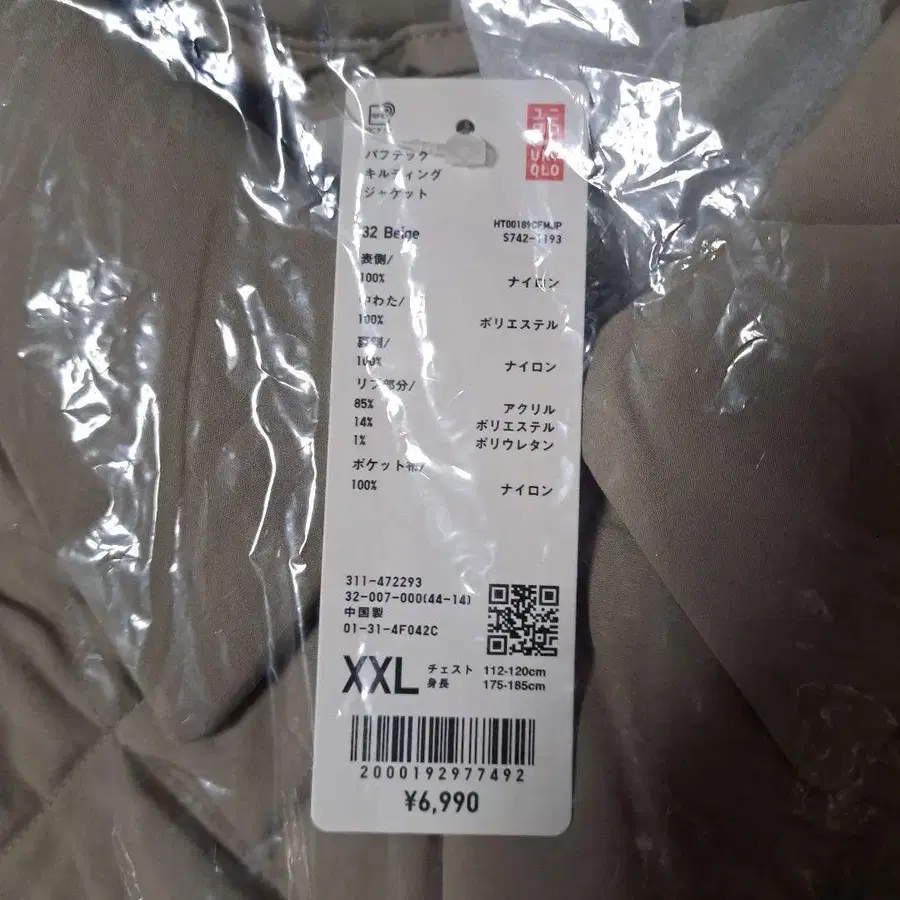 RFID
ユニ
クロ
UNI
QLO
パフテック
キルティング
ジャケット
32 Beige
S742-1193
表側/
100% ナイロン
中わた/
100% ポリエステル
裏側/
100% ナイロン
リブ部分/
85% アクリル
14% ポリエステル
1% ポリウレタン
ポケット布/
100% ナイロン
311-472293
32-007-000(44-14)
中国製
01-31-4F042C
XXL
チェスト 112-120cm
身長 175-185cm
2000192977492
¥6,990